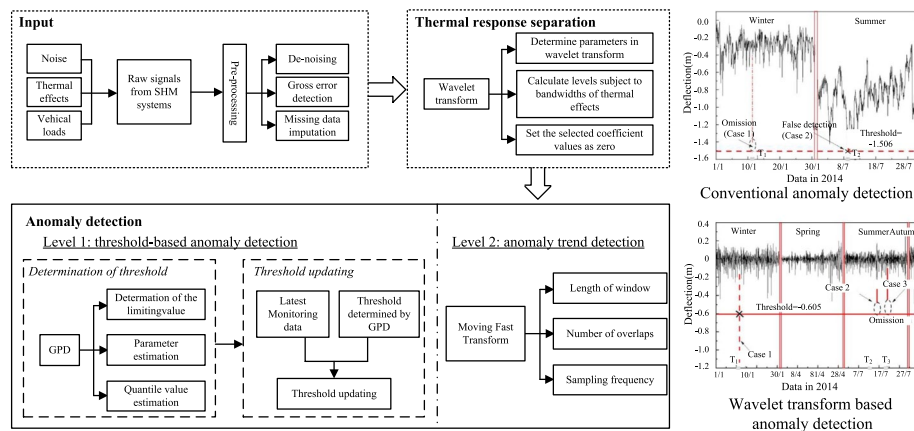 Input
Noise
Thermal
effects
Vehical
loads
Raw signals
from SHM
systems
Pre-processing
De-noising
Gross error
detection
Missing data
imputation
Thermal response separation
Wavelet
transform
Determine parameters in
wavelet transform
Calculate levels subject to
bandwidths of thermal
effects
Set the selected coefficient
values as zero
Anomaly detection
Level 1: threshold-based anomaly detection
Determination of threshold
GPD
Determation of the
limitingvalue
Parameter
estimation
Quantile value
estimation
Threshold updating
Latest
Monitoring
data
Threshold
determined by
GPD
Threshold updating
Level 2: anomaly trend detection
Moving Fast
Transform
Length of window
Number of overlaps
Sampling frequency
Deflection(m)
-0.0
-0.2
-0.4
-0.6
-0.8
-1.0
-1.2
-1.4
-1.6
Winter
Summer
Omission
(Case 1)
False detection
(Case 2)
Threshold=
-1.506
T1
T2
1/1 10/1 20/1 30/1 8/7 18/7 28/7
Data in 2014
Conventional anomaly detection
Deflection(m)
0.4
0.2
0
-0.2
-0.4
-0.6
-0.8
-1.0
-1.2
Winter
Spring
SummerAutumn
Case 2
Case 3
Threshold=-0.605
Omission
Case 1
T1
T2
T3
1/1 10/1 20/1 30/1 8/4 81/4 28/4 7/7 17/7 27/7
Data in 2014
Wavelet transform based
anomaly detection